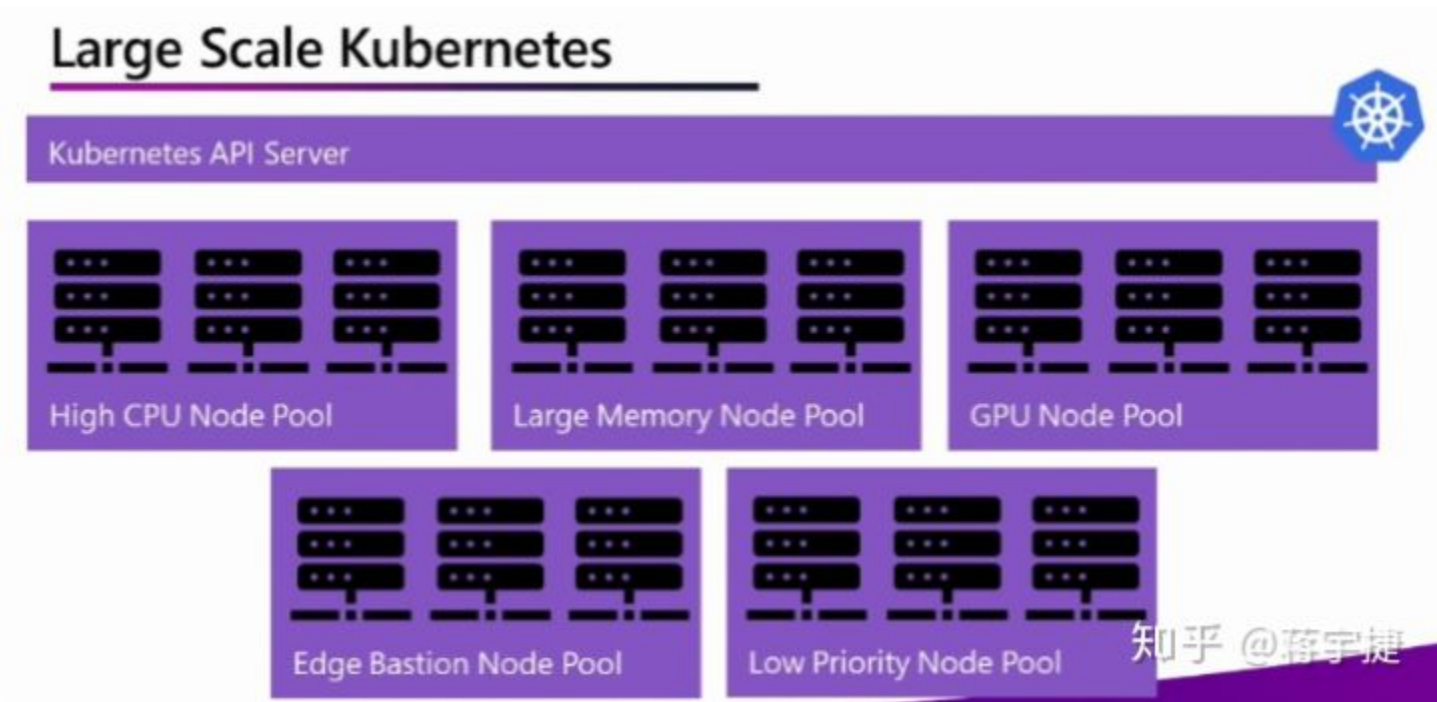 Large Scale Kubernetes
Kubernetes API Server
High CPU Node Pool
Large Memory Node Pool
GPU Node Pool
Edge Bastion Node Pool
Low Priority Node Pool
知乎 @蒋宇捷